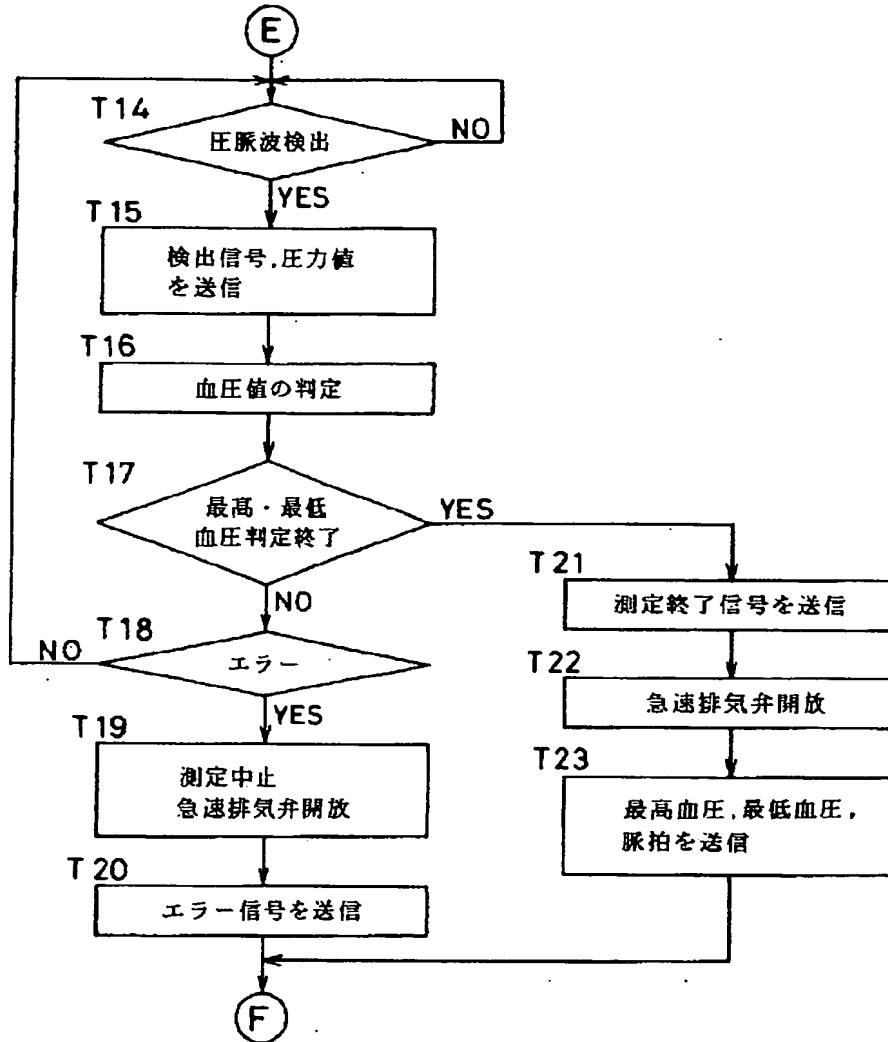 E
T14
圧脈波検出
NO
YES
T15
検出信号,圧力値
を送信
T16
血圧値の判定
T17
最高・最低
血圧判定終了
YES
NO
T18
エラー
NO
YES
T19
測定中止
急速排気弁開放
T20
エラー信号を送信
T21
測定終了信号を送信
T22
急速排気弁開放
T23
最高血圧,最低血圧,
脈拍を送信
F